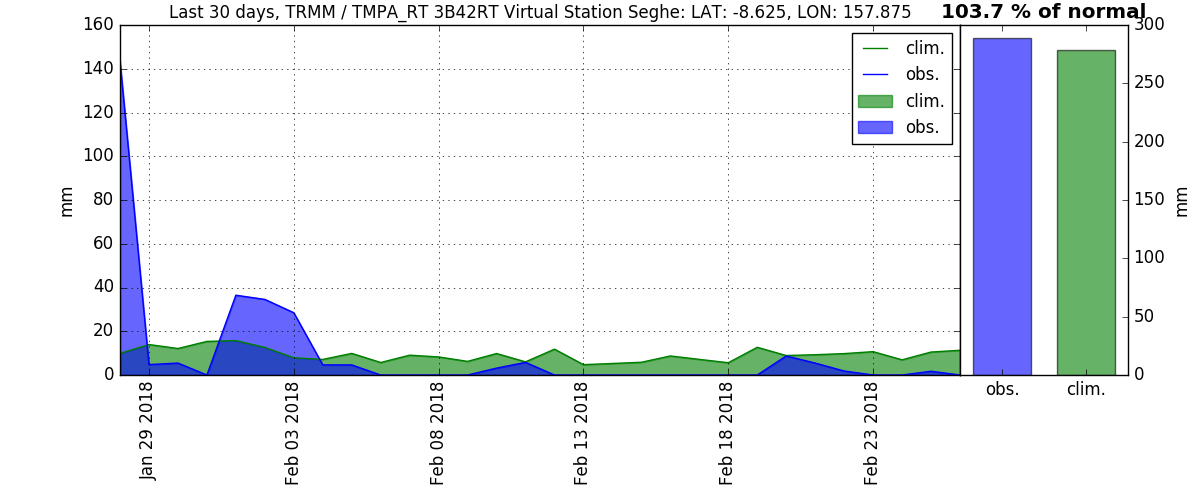 Last 30 days, TRMM / TMPA_RT 3B42RT Virtual Station Seghe: LAT: -8.625, LON: 157.875
103.7 % of normal
160
140
120
100
80
60
40
20
0
mm
clim.
obs.
clim.
obs.
Jan 29 2018
Feb 03 2018
Feb 08 2018
Feb 13 2018
Feb 18 2018
Feb 23 2018
300
250
200
150
100
50
0
mm
obs.
clim.